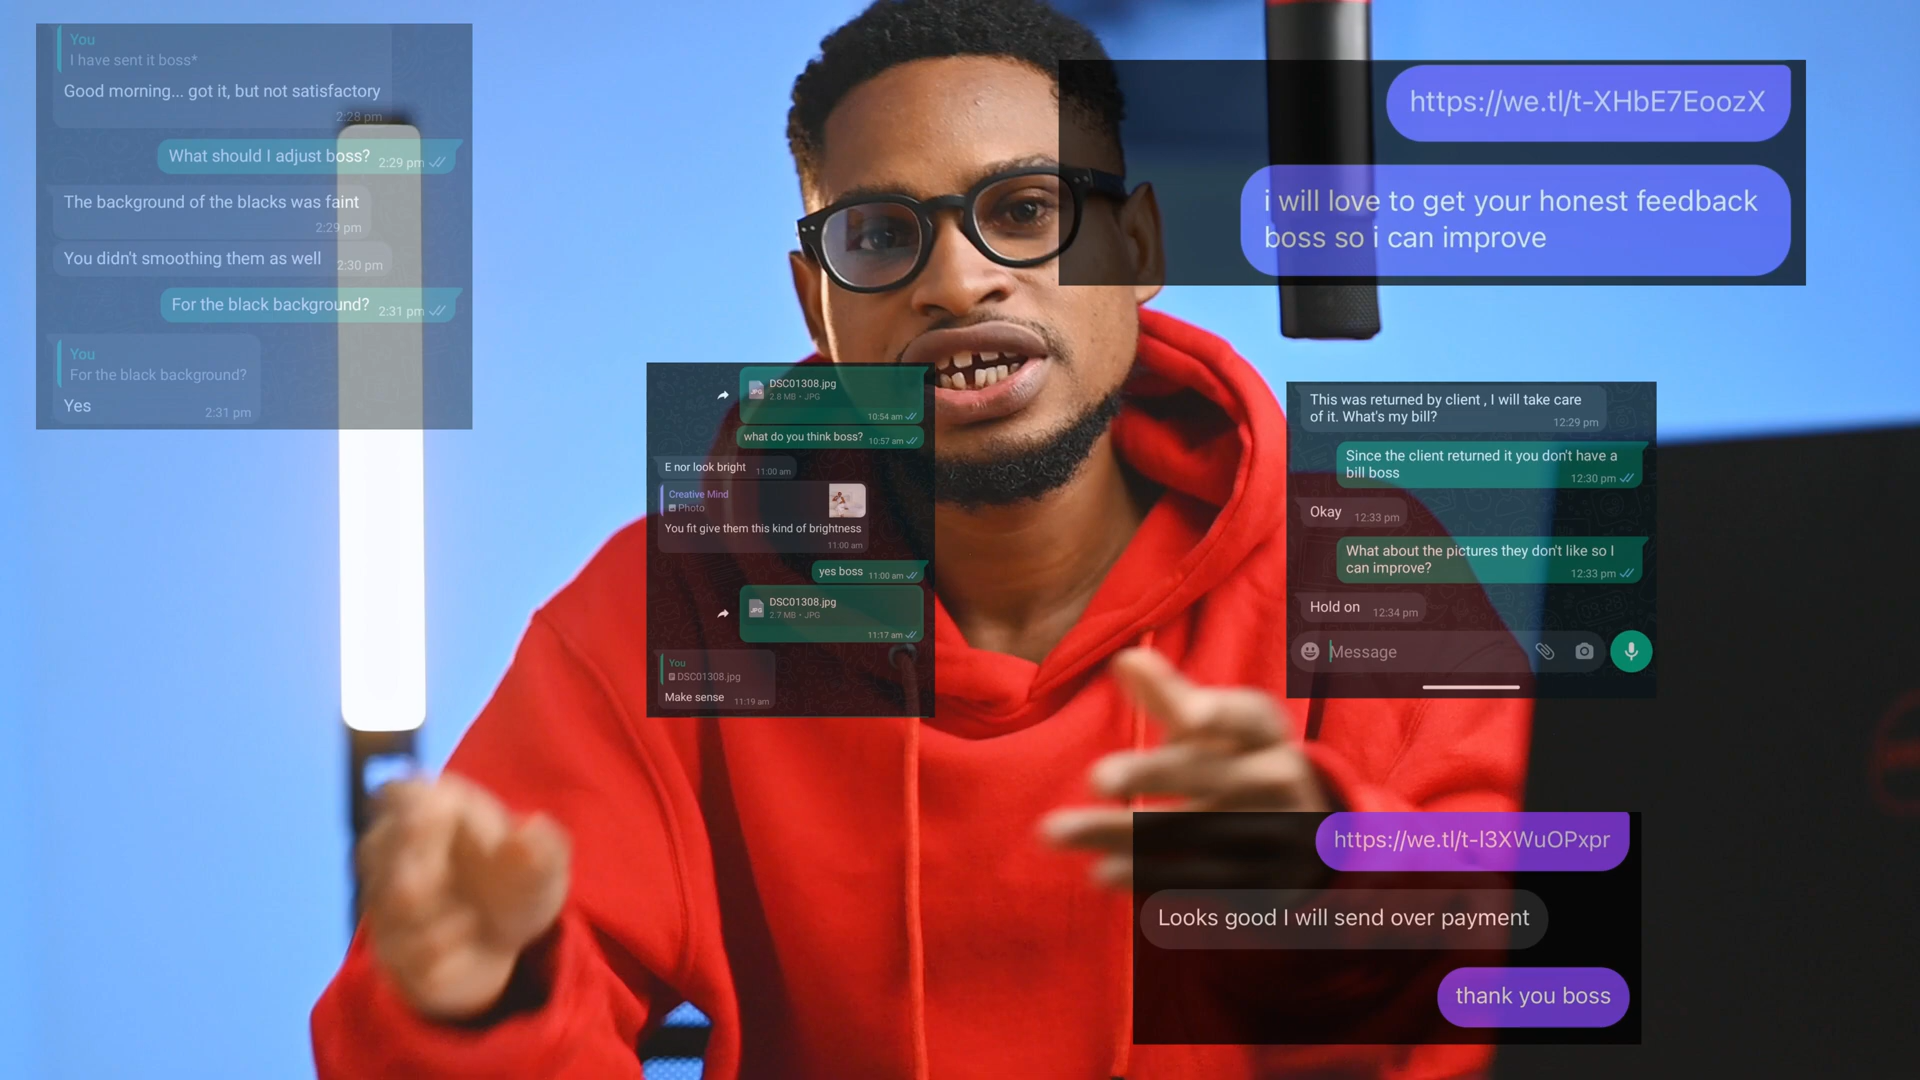 You
I have sent it boss*
Good morning... got it, but not satisfactory
2:28 pm
What should I adjust boss? 2:29 pm
The background of the blacks was faint
2:29 pm
You didn't smoothing them as well 2:30 pm
For the black background? 2:31 pm
You
For the black background?
Yes 2:31 pm
https://we.tl/t-XHbE7EoozX
i will love to get your honest feedback
boss so i can improve
DSC01308.jpg
JPG 2.8 MB • JPG
10:54 am
what do you think boss? 10:57 am
E nor look bright 11:00 am
Creative Mind
Photo
You fit give them this kind of brightness
11:00 am
yes boss 11:00 am
DSC01308.jpg
JPG 2.7 MB • JPG
11:17 am
You
DSC01308.jpg
Make sense 11:19 am
This was returned by client , I will take care
of it. What's my bill?
12:29 pm
Since the client returned it you don't have a
bill boss
12:30 pm
Okay 12:33 pm
What about the pictures they don't like so I
can improve?
12:33 pm
Hold on 12:34 pm
Message
https://we.tl/t-l3XWuOPxpr
Looks good I will send over payment
thank you boss